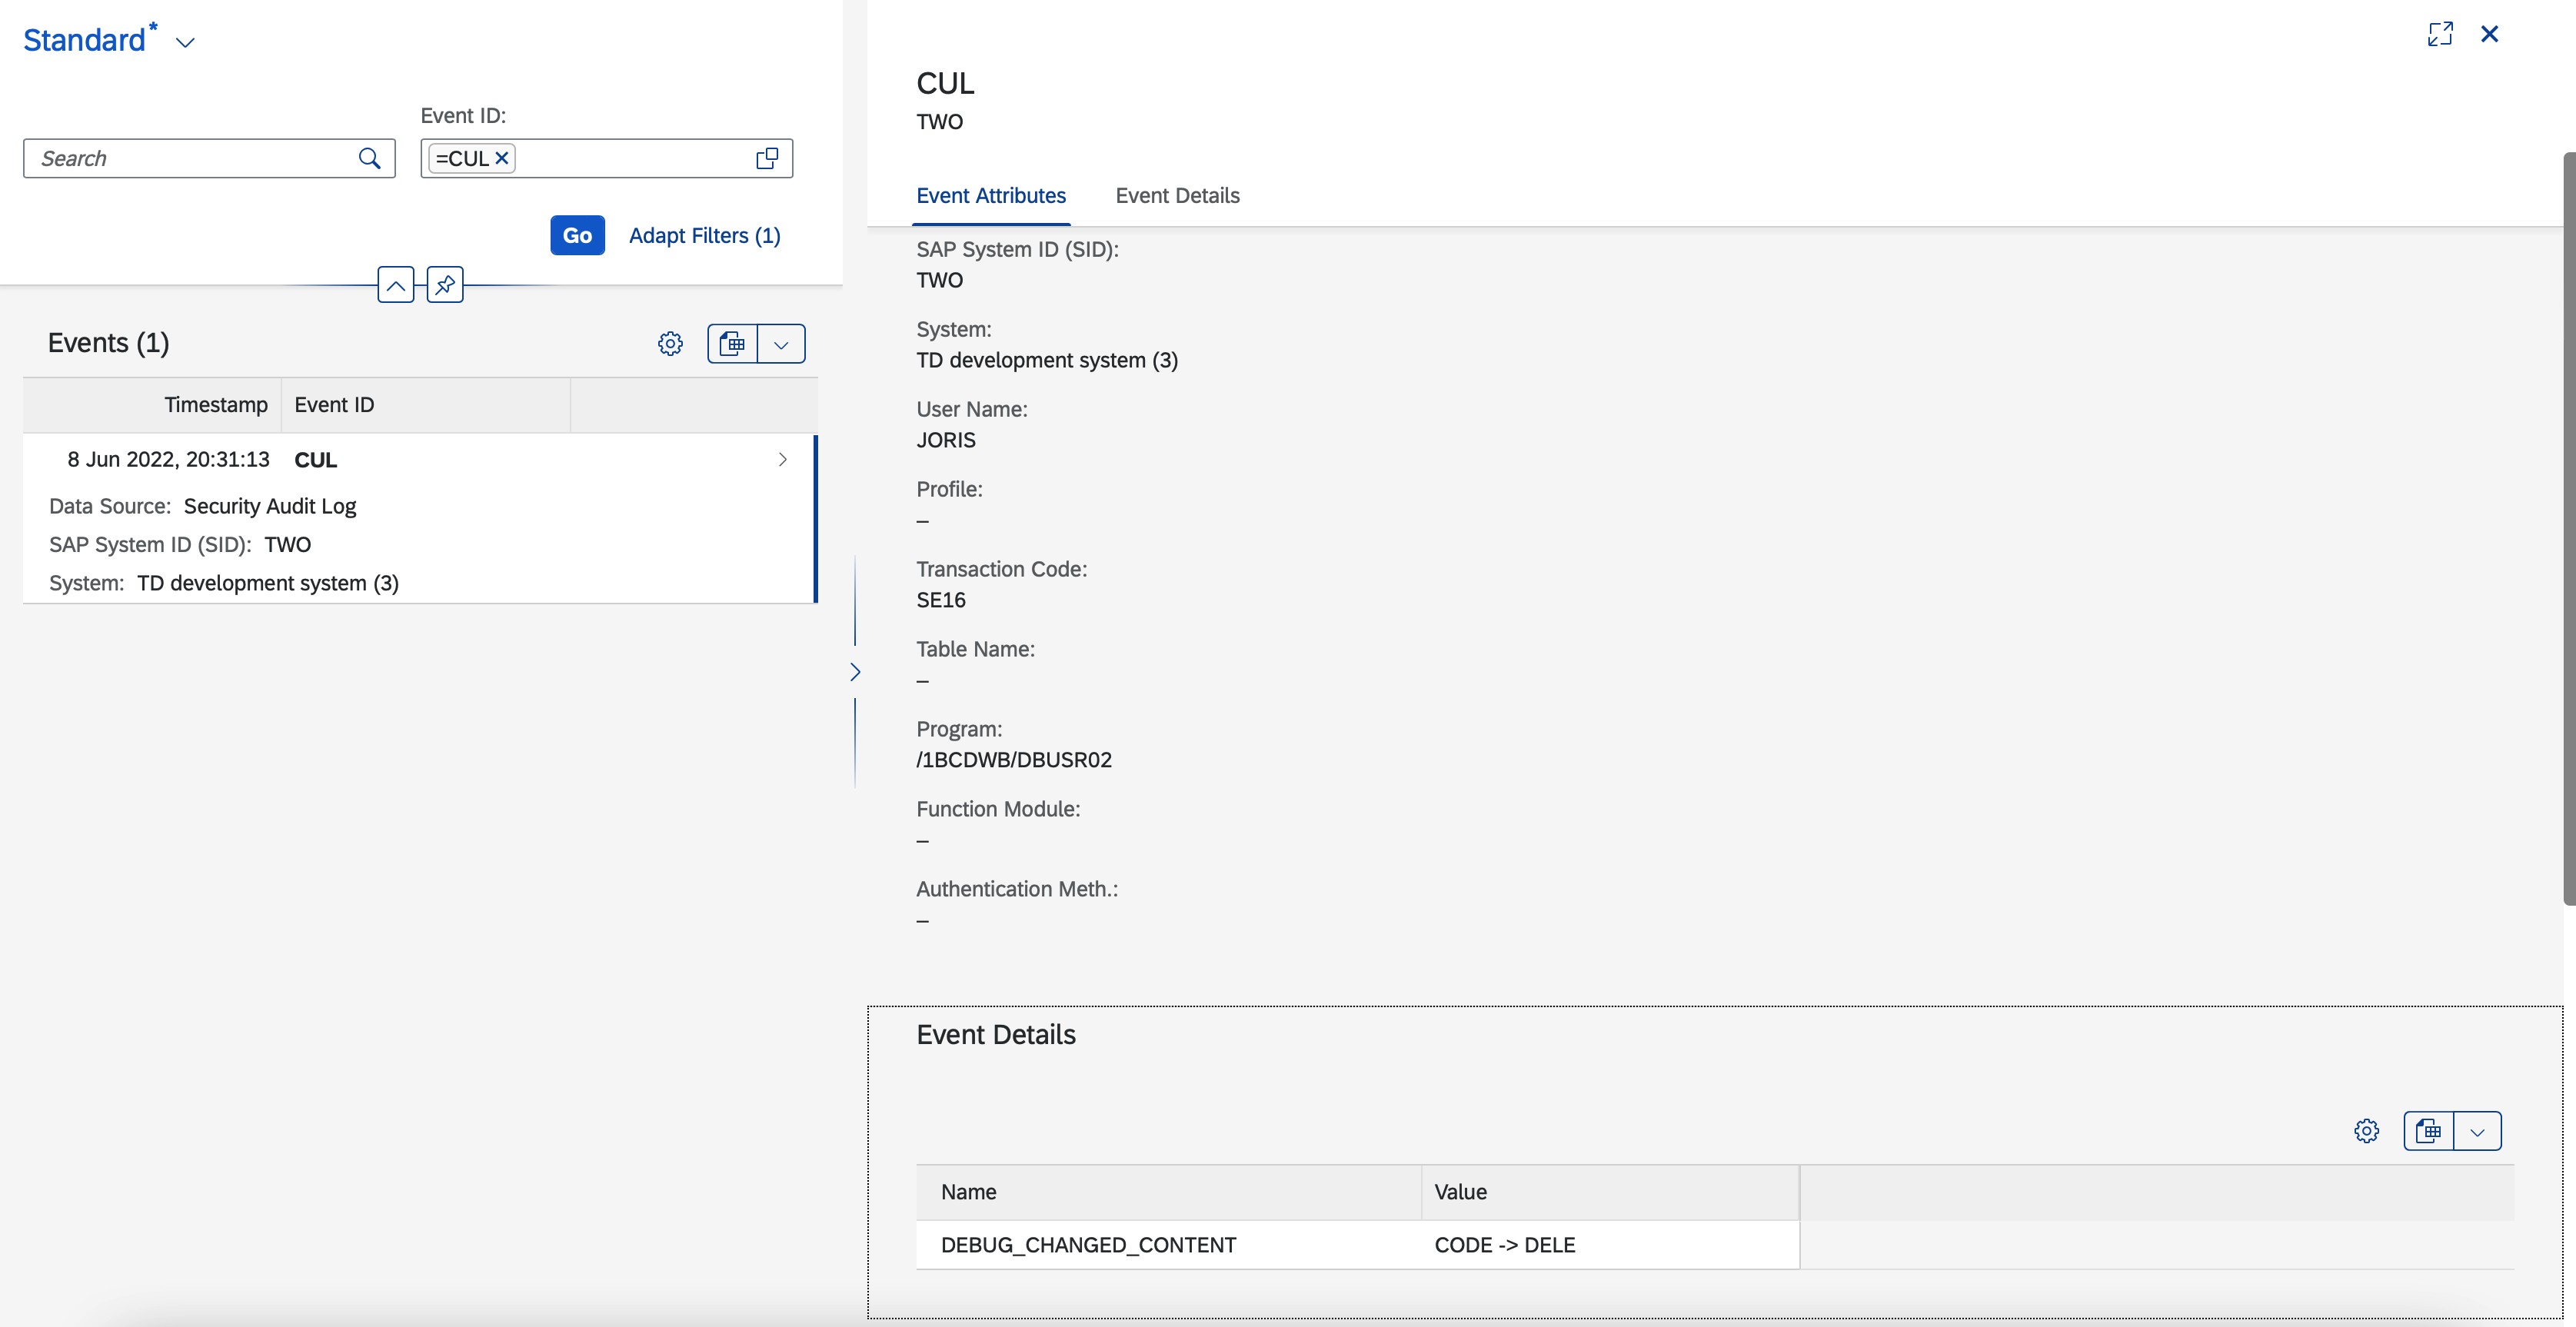 Standard*
Event ID:
Search
=CUL
Go
Adapt Filters (1)
Events (1)
Timestamp Event ID
8 Jun 2022, 20:31:13 CUL
Data Source: Security Audit Log
SAP System ID (SID): TWO
System: TD development system (3)
CUL
TWO
Event Attributes Event Details
SAP System ID (SID):
TWO
System:
TD development system (3)
User Name:
JORIS
Profile:
–
Transaction Code:
SE16
Table Name:
–
Program:
/1BCDWB/DBUSR02
Function Module:
–
Authentication Meth.:
–
Event Details
Name Value
DEBUG_CHANGED_CONTENT CODE -> DELE